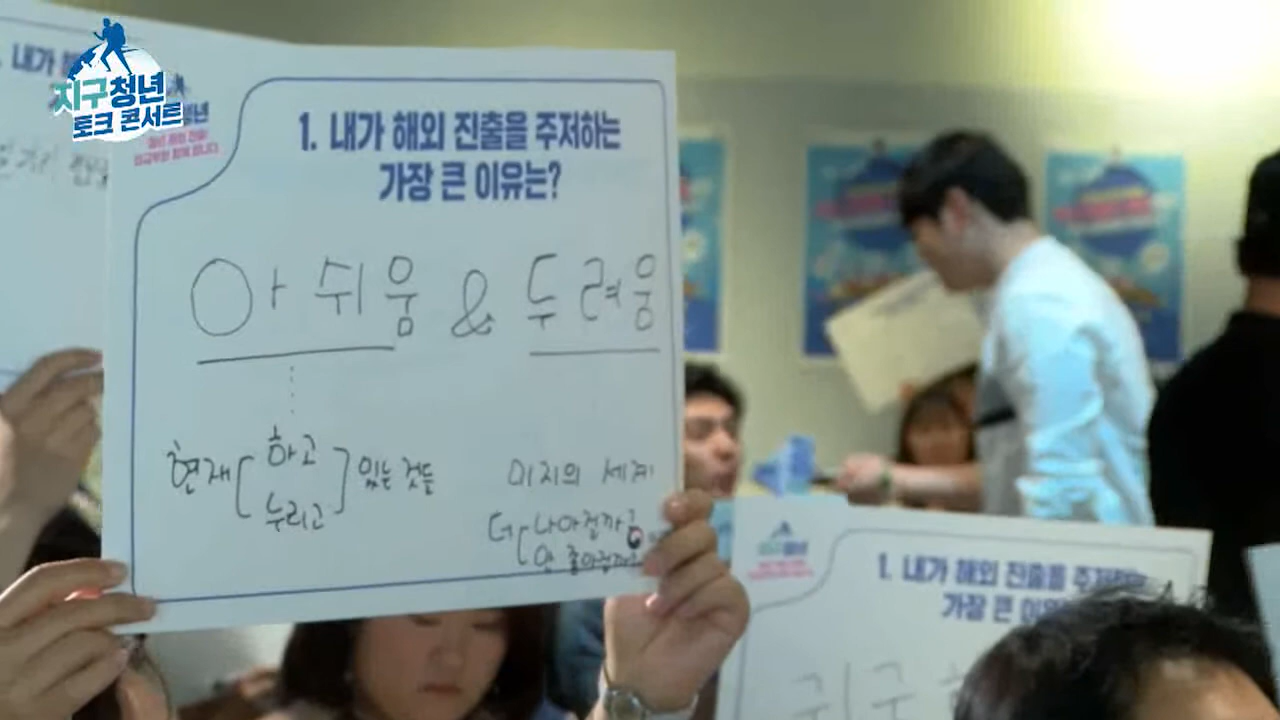 지구청년
토크 콘서트
내가
1. 내가 해외 진출을 주저하는
가장 큰 이유는?
아쉬움 & 두려움
현재 [하고
누리고] 있는 것들
미지의 세계
더 [나아질까?
안 좋아질까?
1. 내가 해외 진출을 주저하는
가장 큰 이유는?